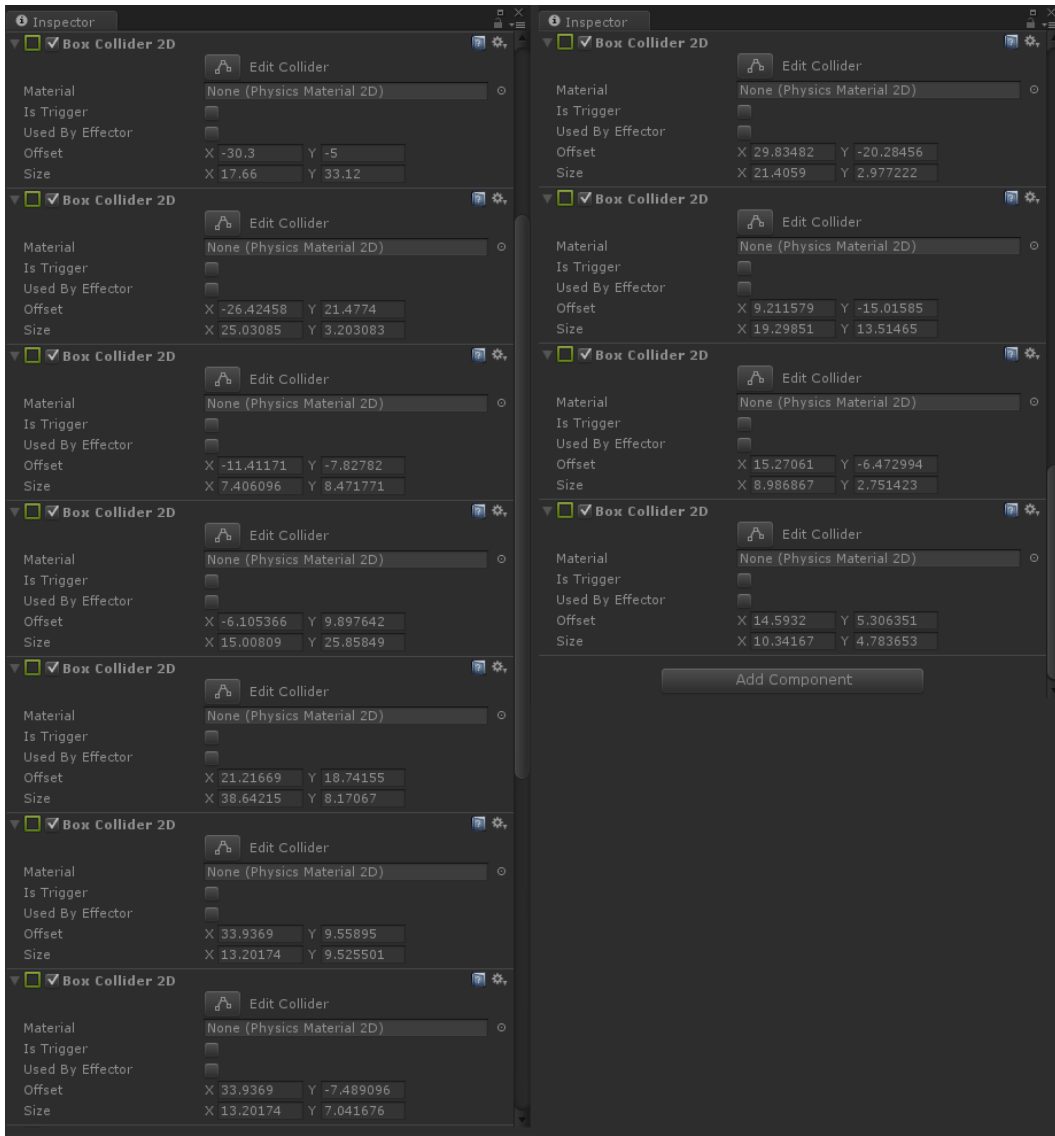 Inspector
Box Collider 2D
Edit Collider
Material None (Physics Material 2D)
Is Trigger
Used By Effector
Offset X -30.3 Y -5
Size X 17.66 Y 33.12
Box Collider 2D
Edit Collider
Material None (Physics Material 2D)
Is Trigger
Used By Effector
Offset X -26.42458 Y 21.4774
Size X 25.03085 Y 3.203083
Box Collider 2D
Edit Collider
Material None (Physics Material 2D)
Is Trigger
Used By Effector
Offset X -11.41171 Y -7.82782
Size X 7.406096 Y 8.471771
Box Collider 2D
Edit Collider
Material None (Physics Material 2D)
Is Trigger
Used By Effector
Offset X -6.105366 Y 9.897642
Size X 15.00809 Y 25.85849
Box Collider 2D
Edit Collider
Material None (Physics Material 2D)
Is Trigger
Used By Effector
Offset X 21.21669 Y 18.74155
Size X 38.64215 Y 8.17067
Box Collider 2D
Edit Collider
Material None (Physics Material 2D)
Is Trigger
Used By Effector
Offset X 33.9369 Y 9.55895
Size X 13.20174 Y 9.525501
Box Collider 2D
Edit Collider
Material None (Physics Material 2D)
Is Trigger
Used By Effector
Offset X 33.9369 Y -7.489096
Size X 13.20174 Y 7.041676
Inspector
Box Collider 2D
Edit Collider
Material None (Physics Material 2D)
Is Trigger
Used By Effector
Offset X 29.83482 Y -20.28456
Size X 21.4059 Y 2.977222
Box Collider 2D
Edit Collider
Material None (Physics Material 2D)
Is Trigger
Used By Effector
Offset X 9.211579 Y -15.01585
Size X 19.29851 Y 13.51465
Box Collider 2D
Edit Collider
Material None (Physics Material 2D)
Is Trigger
Used By Effector
Offset X 15.27061 Y -6.472994
Size X 8.986867 Y 2.751423
Box Collider 2D
Edit Collider
Material None (Physics Material 2D)
Is Trigger
Used By Effector
Offset X 14.5932 Y 5.306351
Size X 10.34167 Y 4.783653
Add Component